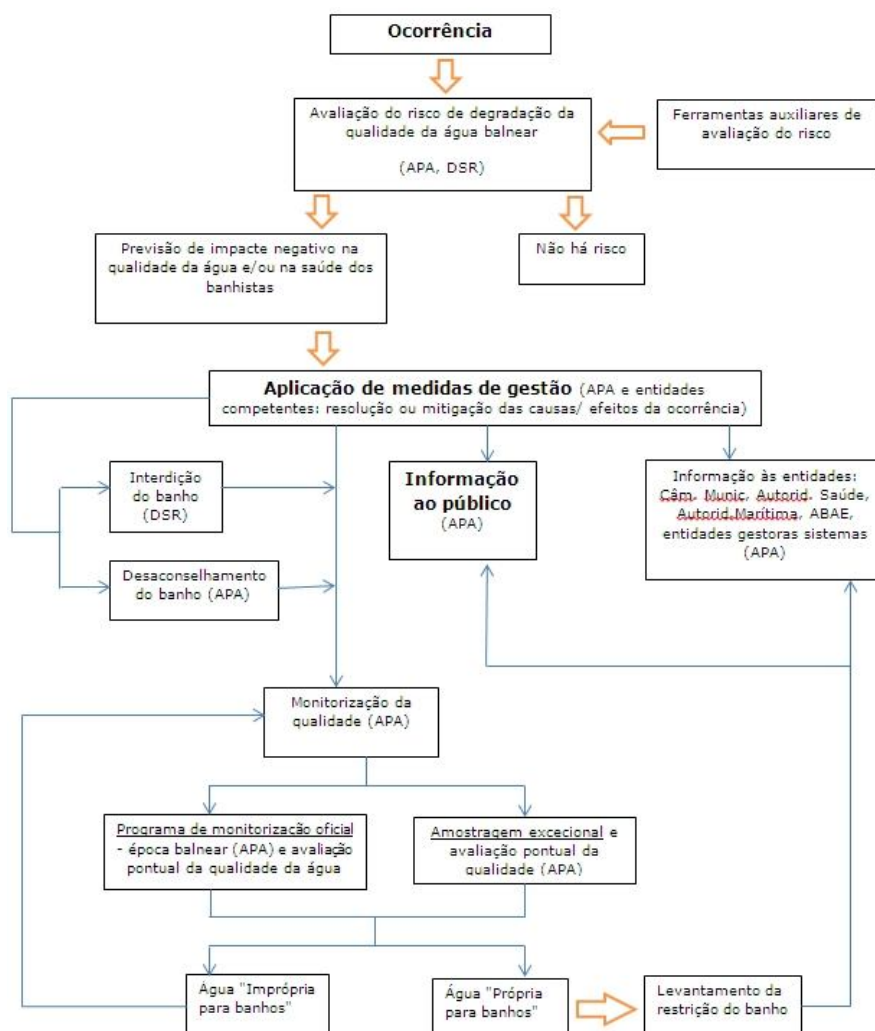 Ocorrência
Avaliação do risco de degradação da
qualidade da água balnear
(APA, DSR)
Ferramentas auxiliares de
avaliação do risco
Previsão de impacte negativo na
qualidade da água e/ou na saúde dos
banhistas
Não há risco
Aplicação de medidas de gestão (APA e entidades
competentes: resolução ou mitigação das causas/ efeitos da ocorrência)
Interdição
do banho
(DSR)
Informação
ao público
(APA)
Informação às entidades:
Câm. Munic, Autorid. Saúde,
Autorid.Marítima, ABAE,
entidades gestoras sistemas
(APA)
Desaconselhamento
do banho (APA)
Monitorização da
qualidade (APA)
Programa de monitorização oficial
- época balnear (APA) e avaliação
pontual da qualidade da água
Amostragem excecional e
avaliação pontual da
qualidade (APA)
Água "Imprópria
para banhos"
Água "Própria
para banhos"
Levantamento da
restrição do banho